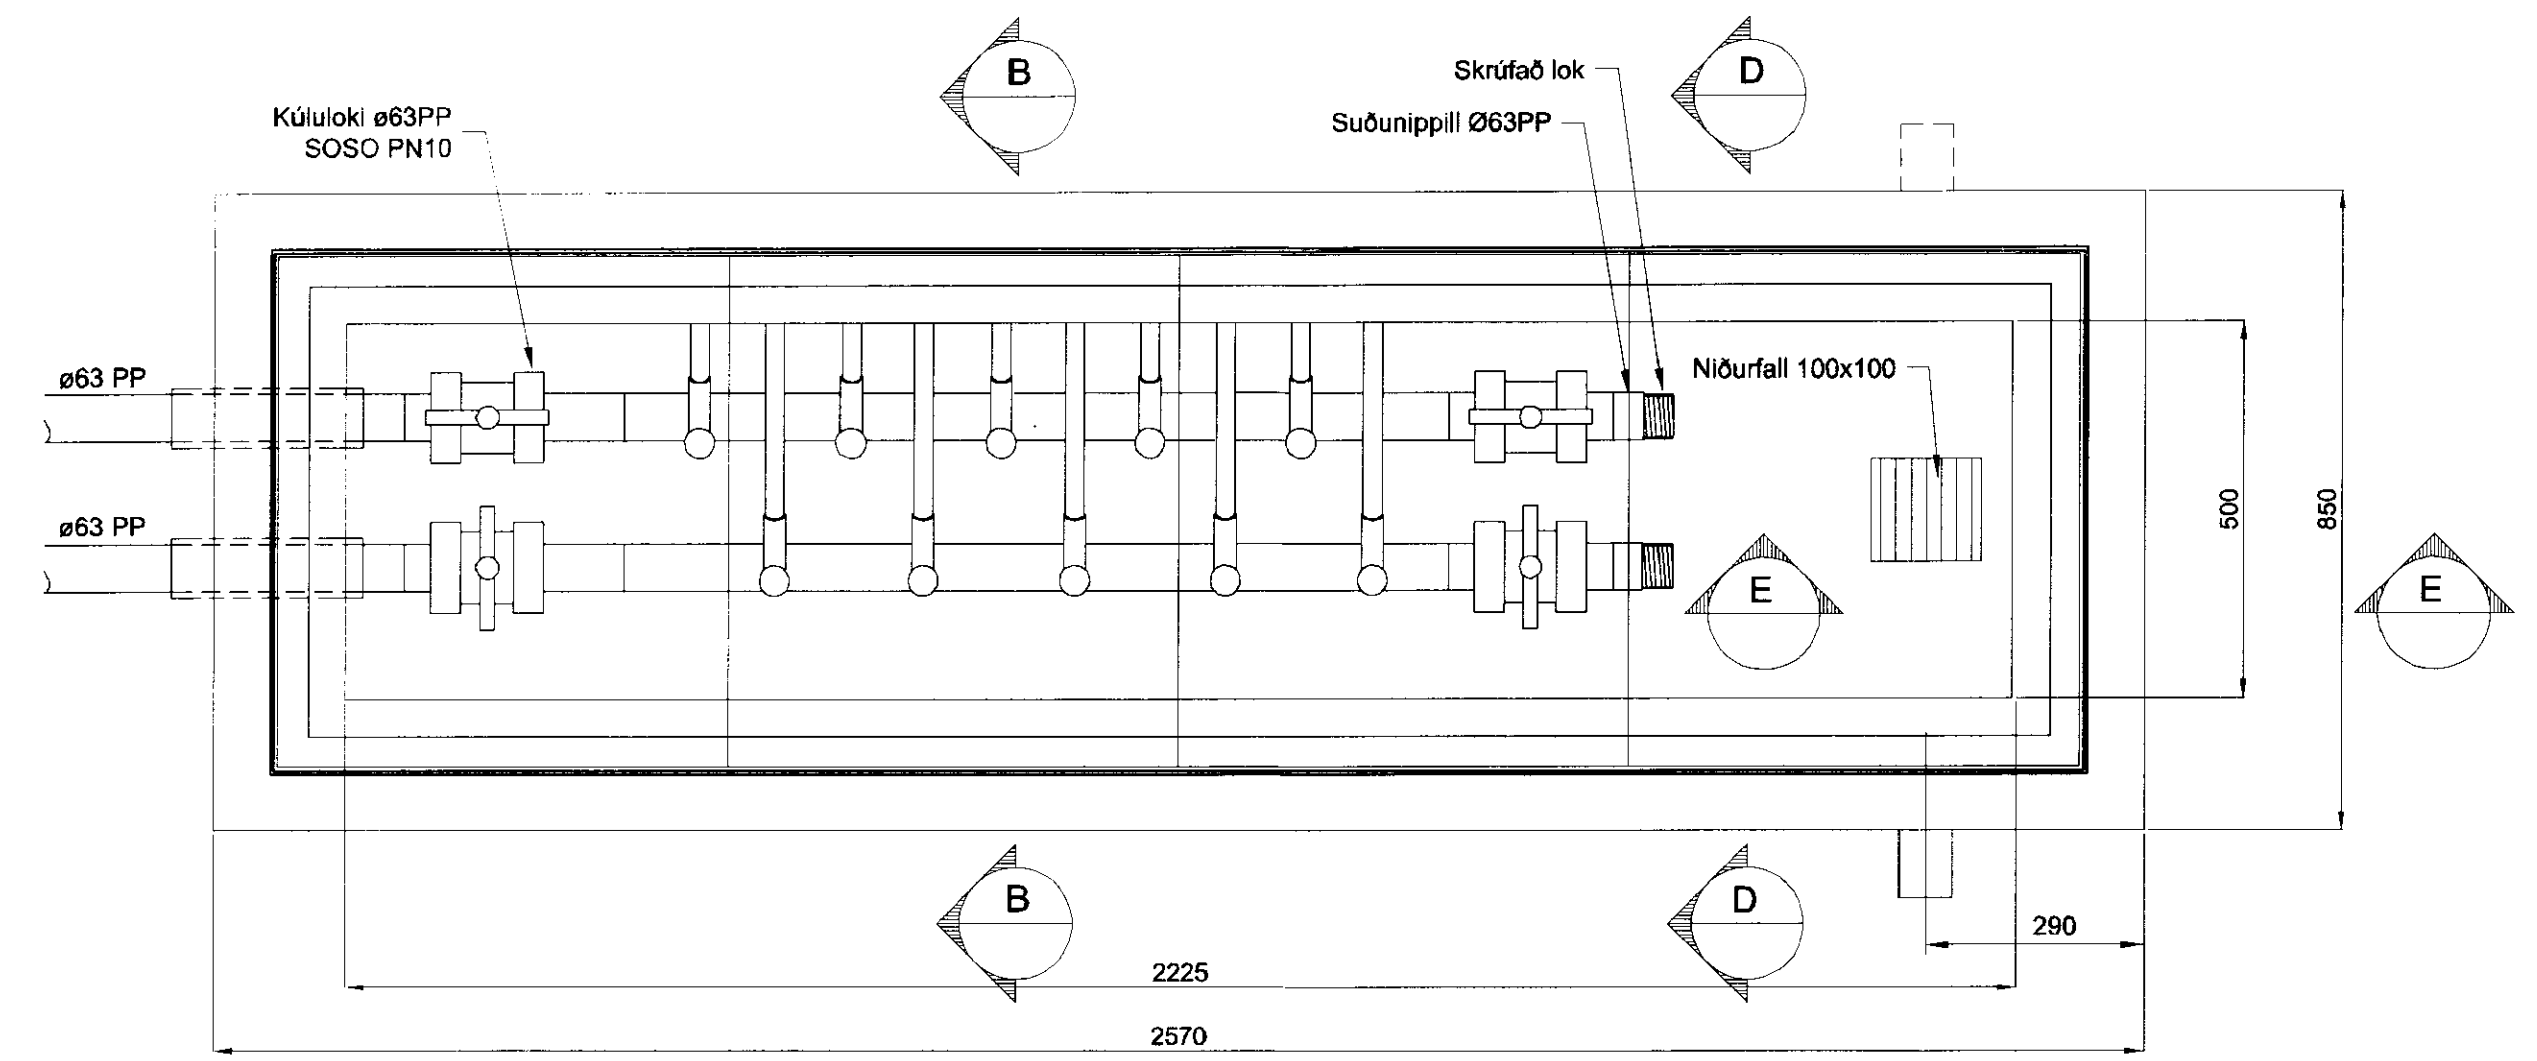 B
D
Skrúfað lok
Kúluloki ø63PP
SOSO PN10
Suðunippill Ø63PP
ø63 PP
Niðurfall 100x100
ø63 PP
500
850
E
E
B
D
290
2225
2570